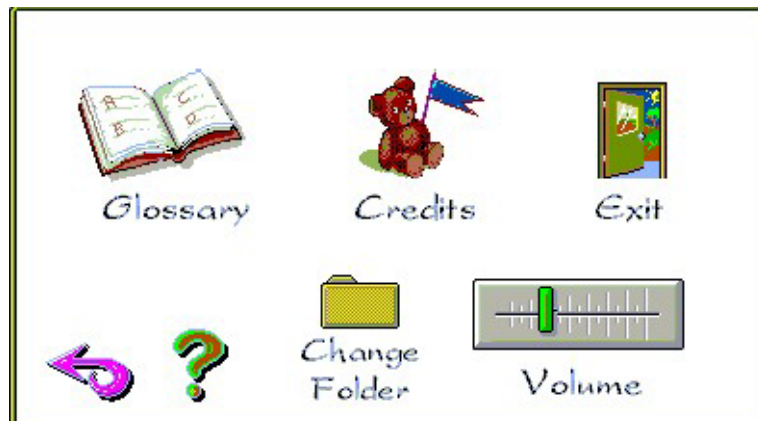 A C
B D
Glossary
Credits
Exit
?
Change
Folder
Volume